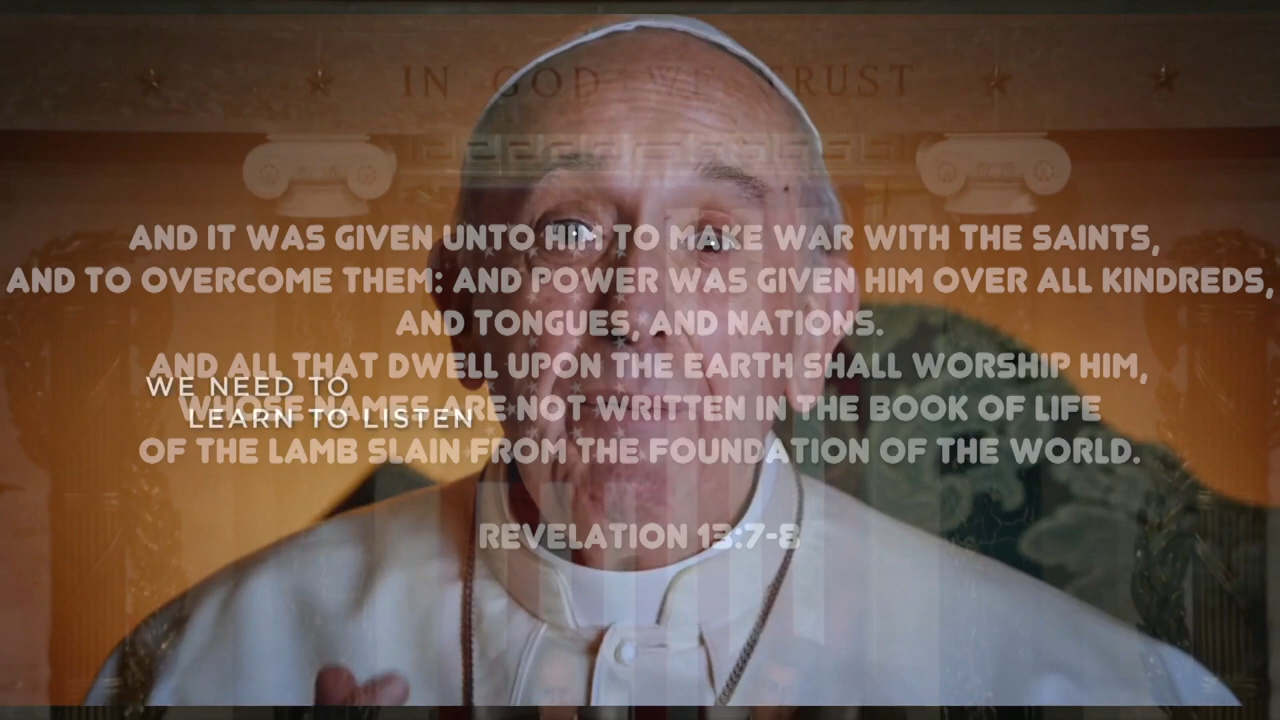 IN GOD WE TRUST
AND IT WAS GIVEN UNTO HIM TO MAKE WAR WITH THE SAINTS,
AND TO OVERCOME THEM: AND POWER WAS GIVEN HIM OVER ALL KINDREDS,
AND TONGUES, AND NATIONS.
AND ALL THAT DWELL UPON THE EARTH SHALL WORSHIP HIM,
WE NEED TO
WHOSE NAMES ARE NOT WRITTEN IN THE BOOK OF LIFE
LEARN TO LISTEN
OF THE LAMB SLAIN FROM THE FOUNDATION OF THE WORLD.
REVELATION 13:7-8